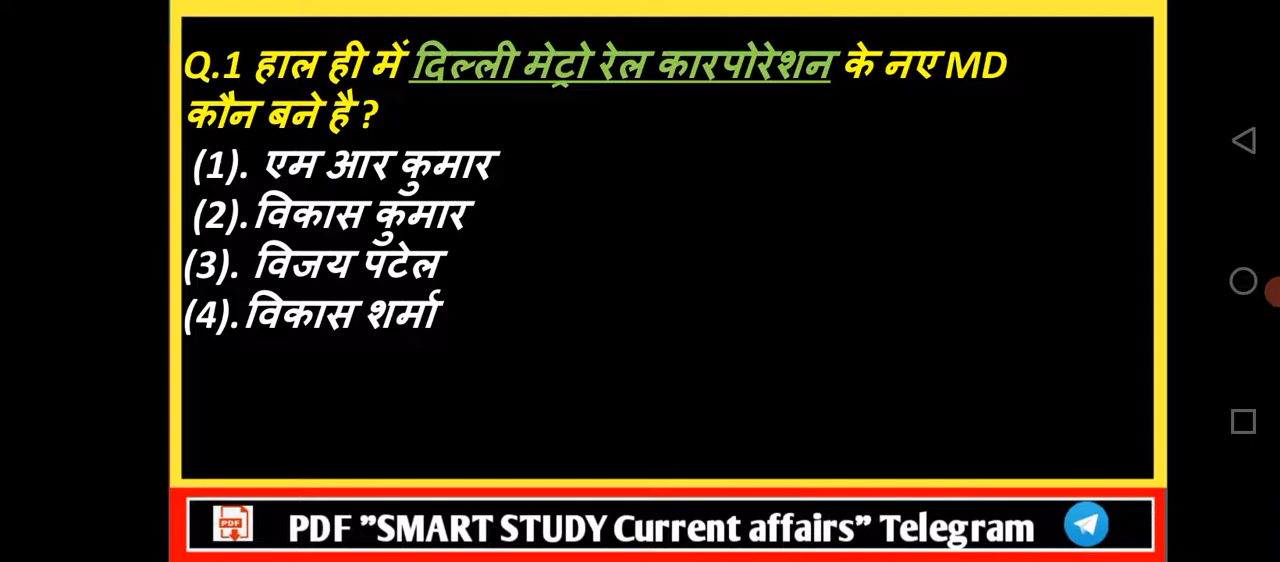 Q.1 हाल ही में दिल्ली मेट्रो रेल कारपोरेशन के नए MD
कौन बने है ?
(1). एम आर कुमार
(2). विकास कुमार
(3). विजय पटेल
(4). विकास शर्मा
PDF
PDF ”SMART STUDY Current affairs” Telegram